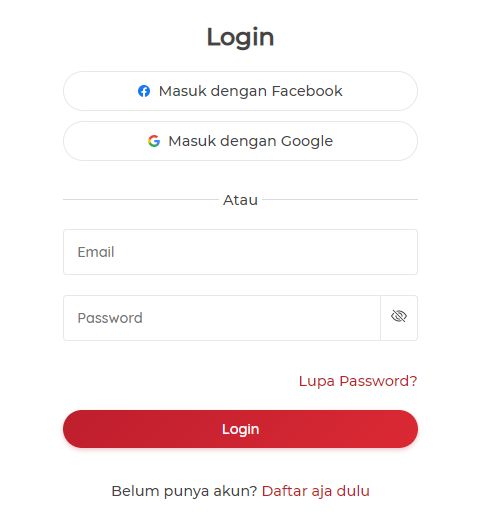 Login
Masuk dengan Facebook
Masuk dengan Google
Atau
Email
Password
Lupa Password?
Login
Belum punya akun? Daftar aja dulu